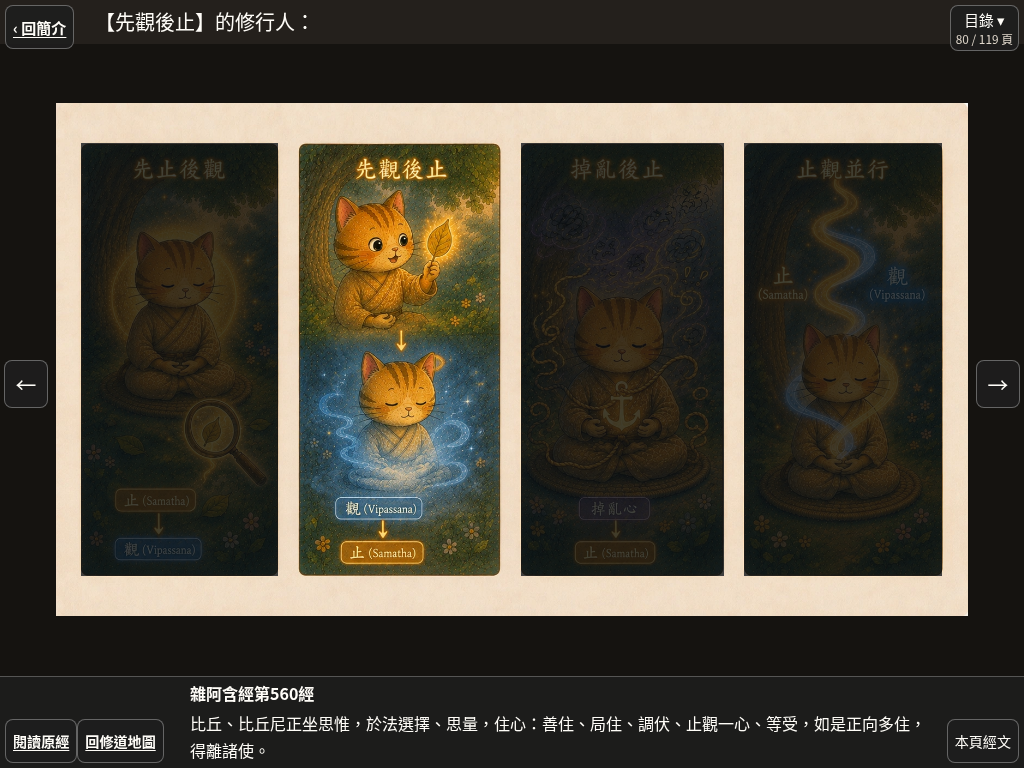 ‹ 回簡介
【先觀後止】的修行人：
目錄 ▾
80 / 119 頁
先止後觀
止 (Samatha)
觀 (Vipassana)
先觀後止
觀 (Vipassana)
止 (Samatha)
掉亂後止
掉亂心
止 (Samatha)
止觀並行
止
(Samatha)
觀
(Vipassana)
←
→
雜阿含經第560經
比丘、比丘尼正坐思惟，於法選擇、思量，住心：善住、局住、調伏、止觀一心、等受，如是正向多住，
得離諸使。
閱讀原經
回修道地圖
本頁經文